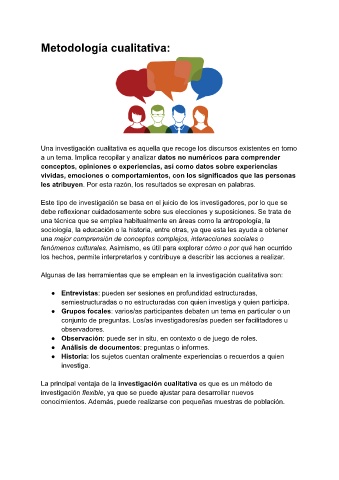 Metodología cualitativa:
Una investigación cualitativa es aquella que recoge los discursos existentes en torno
a un tema. Implica recopilar y analizar datos no numéricos para comprender
conceptos, opiniones o experiencias, así como datos sobre experiencias
vividas, emociones o comportamientos, con los significados que las personas
les atribuyen. Por esta razón, los resultados se expresan en palabras.
Este tipo de investigación se basa en el juicio de los investigadores, por lo que se
debe reflexionar cuidadosamente sobre sus elecciones y suposiciones. Se trata de
una técnica que se emplea habitualmente en áreas como la antropología, la
sociología, la educación o la historia, entre otras, ya que esta les ayuda a obtener
una mejor comprensión de conceptos complejos, interacciones sociales o
fenómenos culturales. Asimismo, es útil para explorar cómo o por qué han ocurrido
los hechos, permite interpretarlos y contribuye a describir las acciones a realizar.
Algunas de las herramientas que se emplean en la investigación cualitativa son:
● Entrevistas: pueden ser sesiones en profundidad estructuradas,
semiestructuradas o no estructuradas con quien investiga y quien participa.
● Grupos focales: varios/as participantes debaten un tema en particular o un
conjunto de preguntas. Los/as investigadores/as pueden ser facilitadores u
observadores.
● Observación: puede ser in situ, en contexto o de juego de roles.
● Análisis de documentos: preguntas o informes.
● Historia: los sujetos cuentan oralmente experiencias o recuerdos a quien
investiga.
La principal ventaja de la investigación cualitativa es que es un método de
investigación flexible, ya que se puede ajustar para desarrollar nuevos
conocimientos. Además, puede realizarse con pequeñas muestras de población.